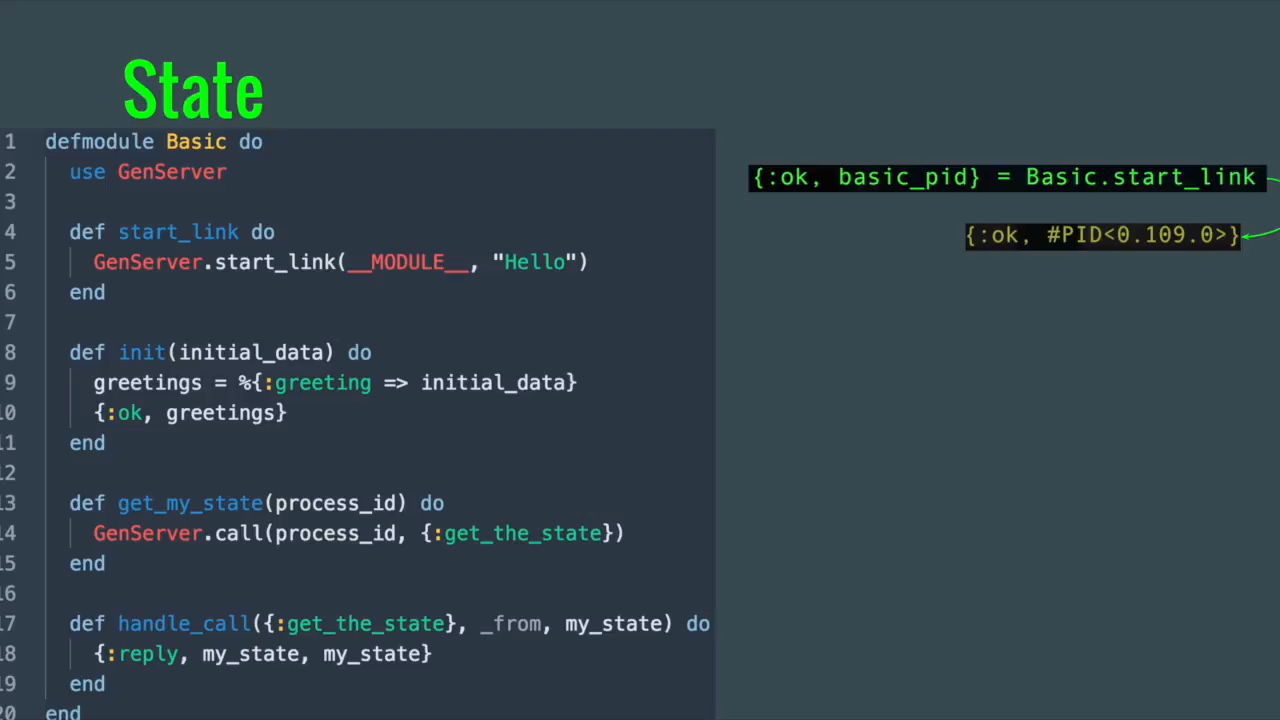 State
1 defmodule Basic do
2   use GenServer
3
4   def start_link do
5     GenServer.start_link(__MODULE__, "Hello")
6   end
7
8   def init(initial_data) do
9     greetings = %{:greeting => initial_data}
10     {:ok, greetings}
11   end
12
13   def get_my_state(process_id) do
14     GenServer.call(process_id, {:get_the_state})
15   end
16
17   def handle_call({:get_the_state}, _from, my_state) do
18     {:reply, my_state, my_state}
19   end
20 end
{:ok, basic_pid} = Basic.start_link
{:ok, #PID<0.109.0>}